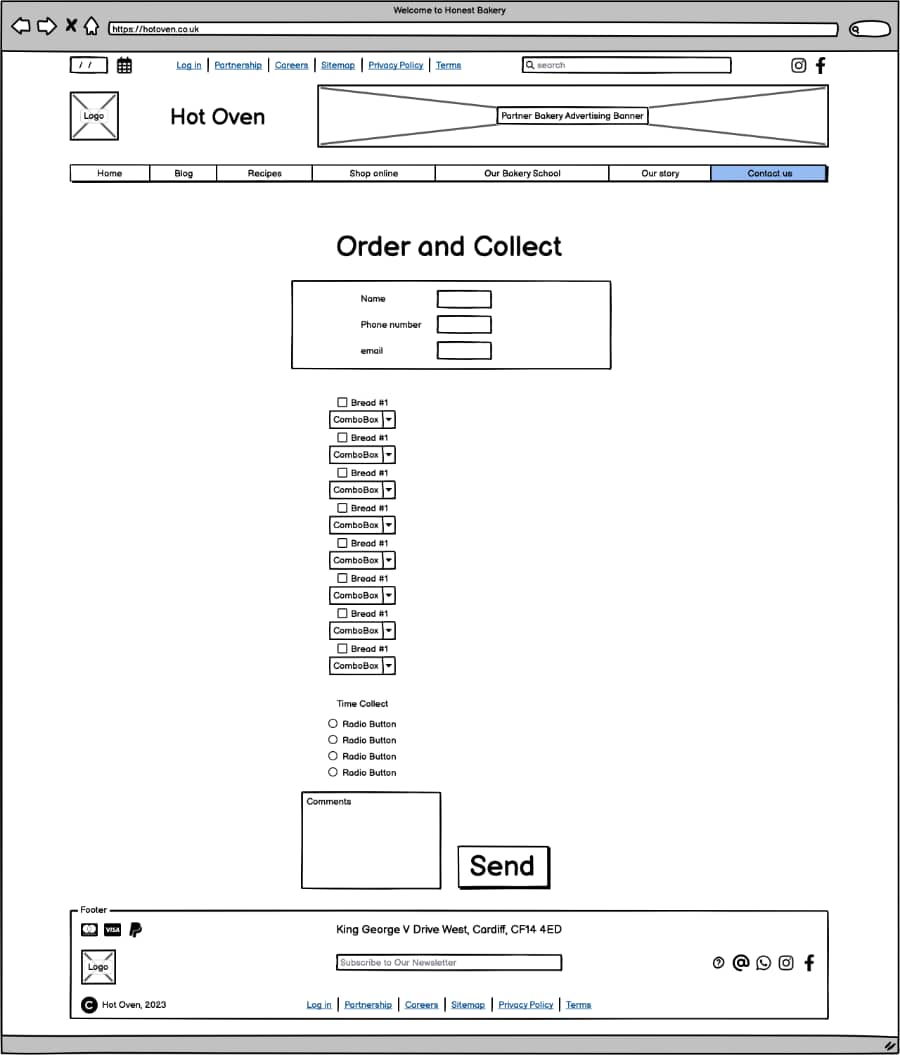 Welcome to Honest Bakery
https://hotoven.co.uk
/ /
Log in Partnership Careers Sitemap Privacy Policy Terms
search
Logo
Hot Oven
Partner Bakery Advertising Banner
Home Blog Recipes Shop online Our Bakery School Our story Contact us
Order and Collect
Name
Phone number
email
Bread #1
ComboBox
Bread #1
ComboBox
Bread #1
ComboBox
Bread #1
ComboBox
Bread #1
ComboBox
Bread #1
ComboBox
Bread #1
ComboBox
Bread #1
ComboBox
Time Collect
Radio Button
Radio Button
Radio Button
Radio Button
Comments
Send
Footer
VISA
King George V Drive West, Cardiff, CF14 4ED
Logo
Subscribe to Our Newsletter
C Hot Oven, 2023
Log in Partnership Careers Sitemap Privacy Policy Terms